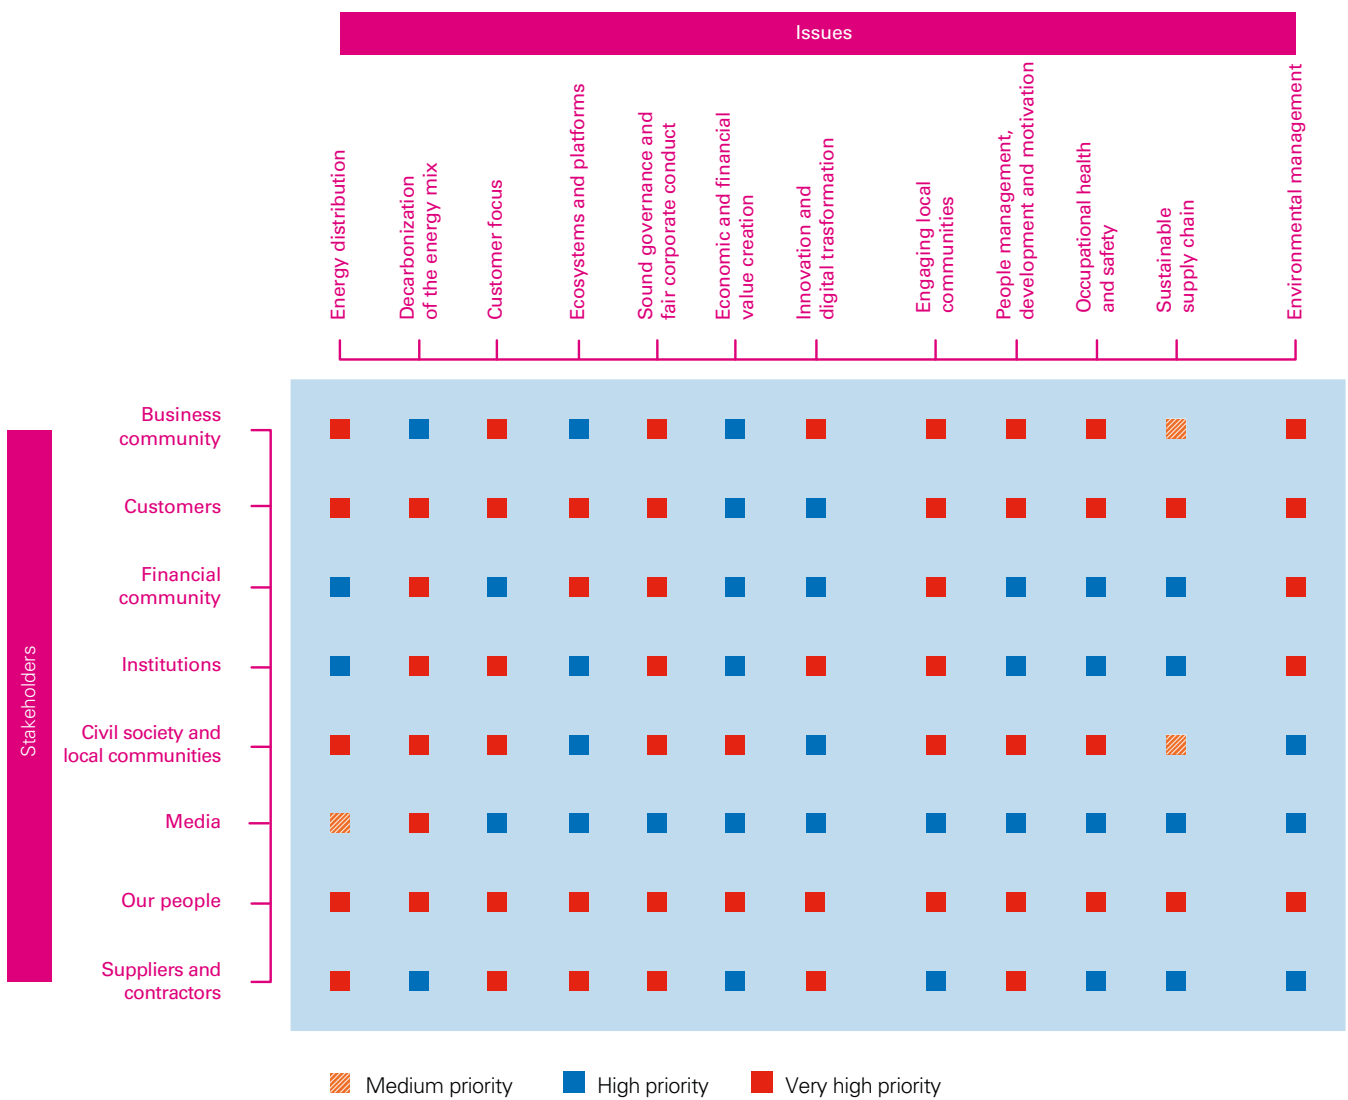 Issues
Energy distribution
Decarbonization
of the energy mix
Customer focus
Ecosystems and platforms
Sound governance and
fair corporate conduct
Economic and financial
value creation
Innovation and
digital trasformation
Engaging local
communities
People management,
development and motivation
Occupational health
and safety
Sustainable
supply chain
Environmental management
Stakeholders
Business
community
Customers
Financial
community
Institutions
Civil society and
local communities
Media
Our people
Suppliers and
contractors
Medium priority
High priority
Very high priority